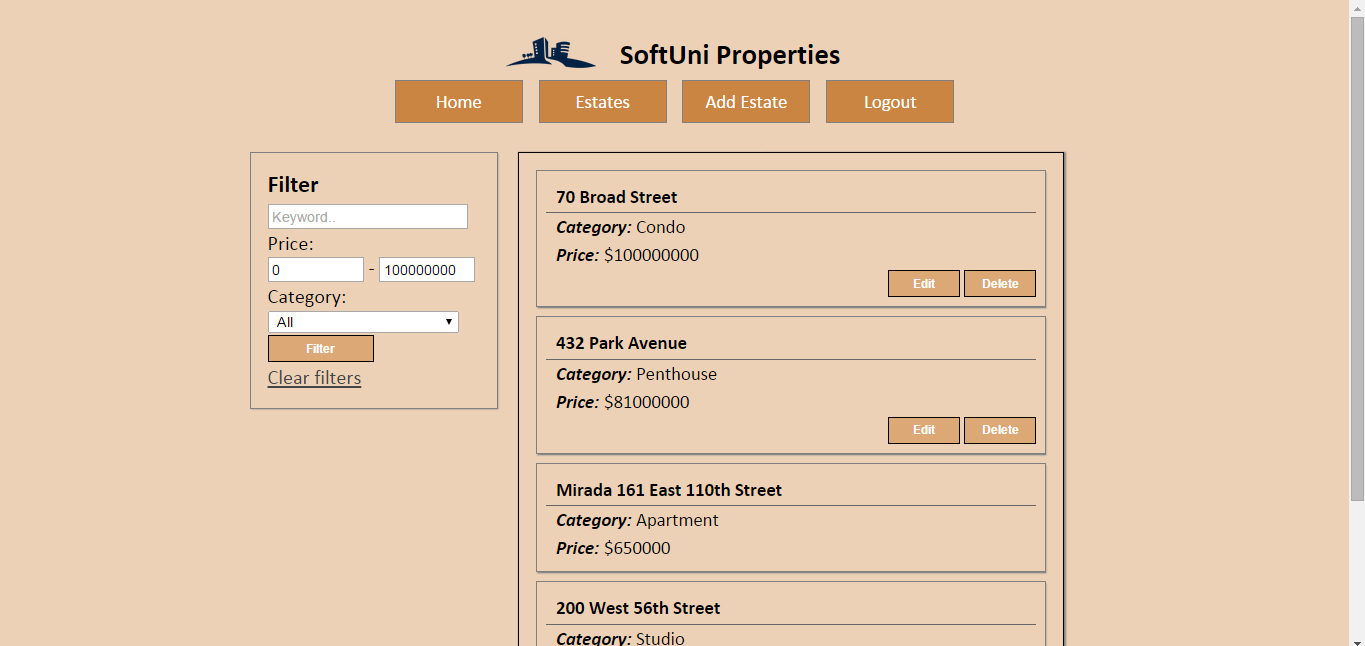 SoftUni Properties
Home Estates Add Estate Logout
Filter
Keyword..
Price:
0 - 100000000
Category:
All
Filter
Clear filters
70 Broad Street
Category: Condo
Price: $100000000
Edit Delete
432 Park Avenue
Category: Penthouse
Price: $81000000
Edit Delete
Mirada 161 East 110th Street
Category: Apartment
Price: $650000
200 West 56th Street
Category: Studio